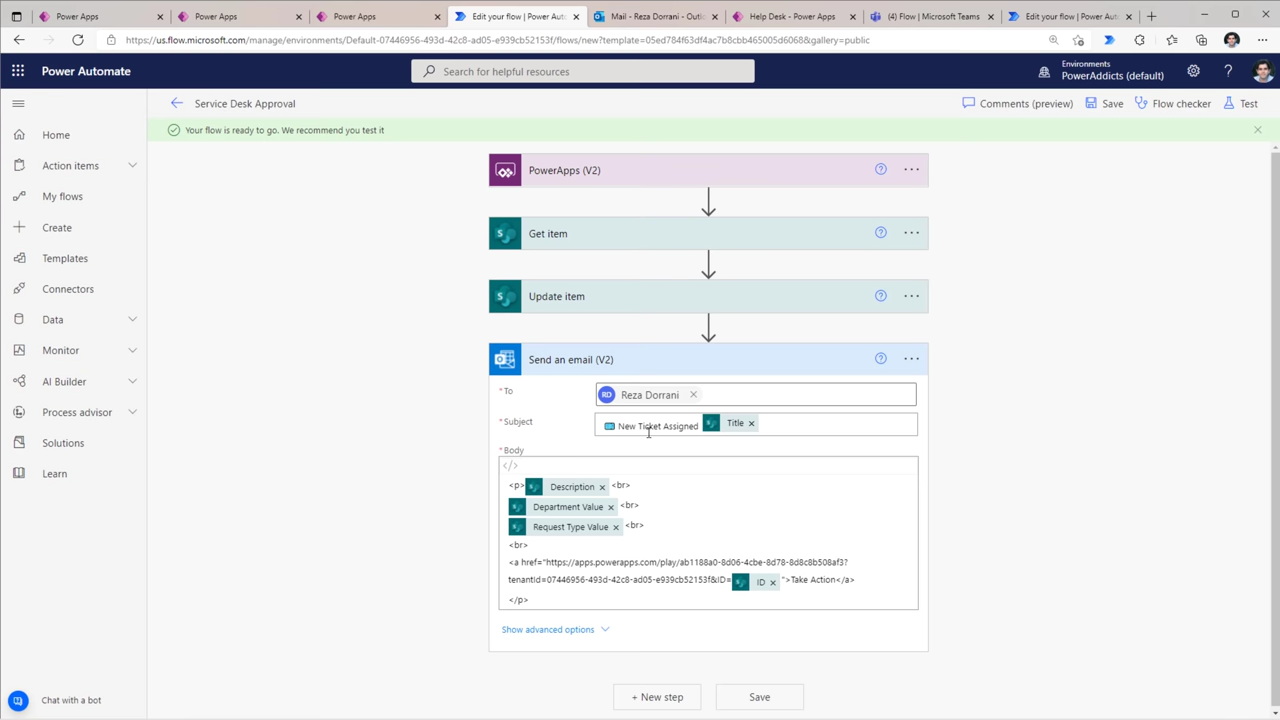 Power Apps
Power Apps
Power Apps
Edit your flow | Power Auto
Mail - Reza Dorrani - Outlo
Help Desk - Power Apps
(4) Flow | Microsoft Teams
Edit your flow | Power Auto
https://us.flow.microsoft.com/manage/environments/Default-07446956-493d-42c8-ad05-e939cb52153f/flows/new?template=05ed784f63df4ac7b8cbb465005d6068&gallery=public
Power Automate
Search for helpful resources
Environments
PowerAddicts (default)
Service Desk Approval
Comments (preview)
Save
Flow checker
Test
Your flow is ready to go. We recommend you test it
Home
Action items
My flows
Create
Templates
Connectors
Data
Monitor
AI Builder
Process advisor
Solutions
Learn
Chat with a bot
PowerApps (V2)
Get item
Update item
Send an email (V2)
* To
RD Reza Dorrani
* Subject
New Ticket Assigned Title
* Body
</>
<p> Description <br>
Department Value <br>
Request Type Value <br>
<br>
<a href="https://apps.powerapps.com/play/ab1188a0-8d06-4cbe-8d78-8d8c8b508af3?
tenantId=07446956-493d-42c8-ad05-e939cb52153f&ID= ID ">Take Action</a>
</p>
Show advanced options
+ New step
Save